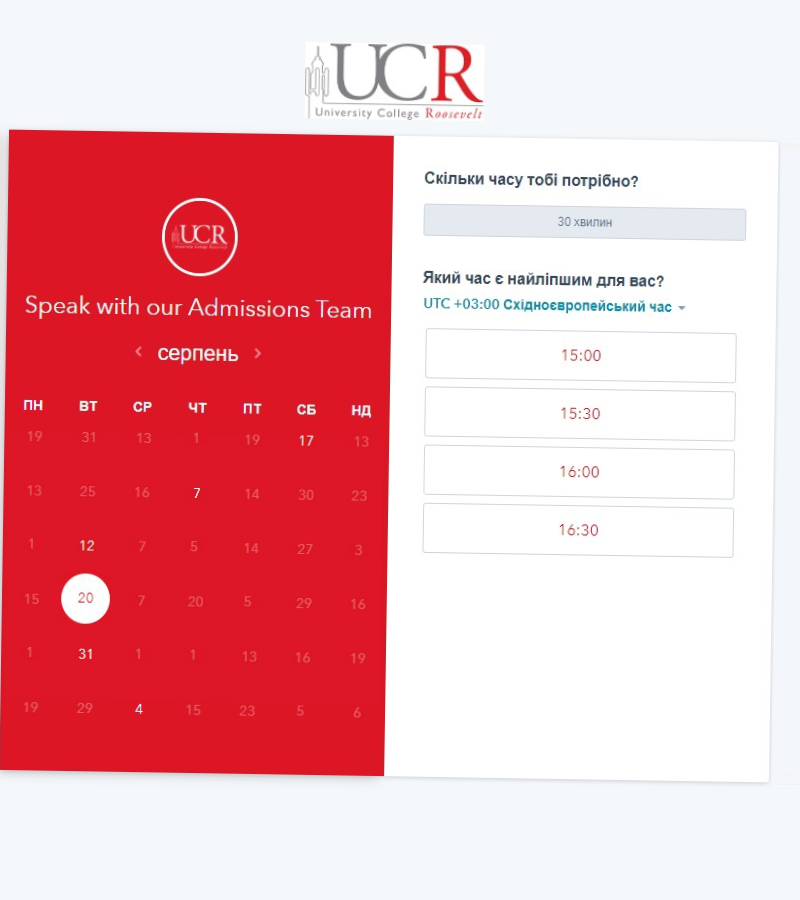 UCR
University College Roosevelt
UCR
Speak with our Admissions Team
серпень
ПН ВТ СР ЧТ ПТ СБ НД
19 31 13 1 19 17 13
13 25 16 7 14 30 23
1 12 7 5 14 27 3
15 20 7 20 5 29 16
1 31 1 1 13 16 19
19 29 4 15 23 5 6
Скільки часу тобі потрібно?
30 хвилин
Який час є найліпшим для вас?
UTC +03:00 Східноєвропейський час
15:00
15:30
16:00
16:30